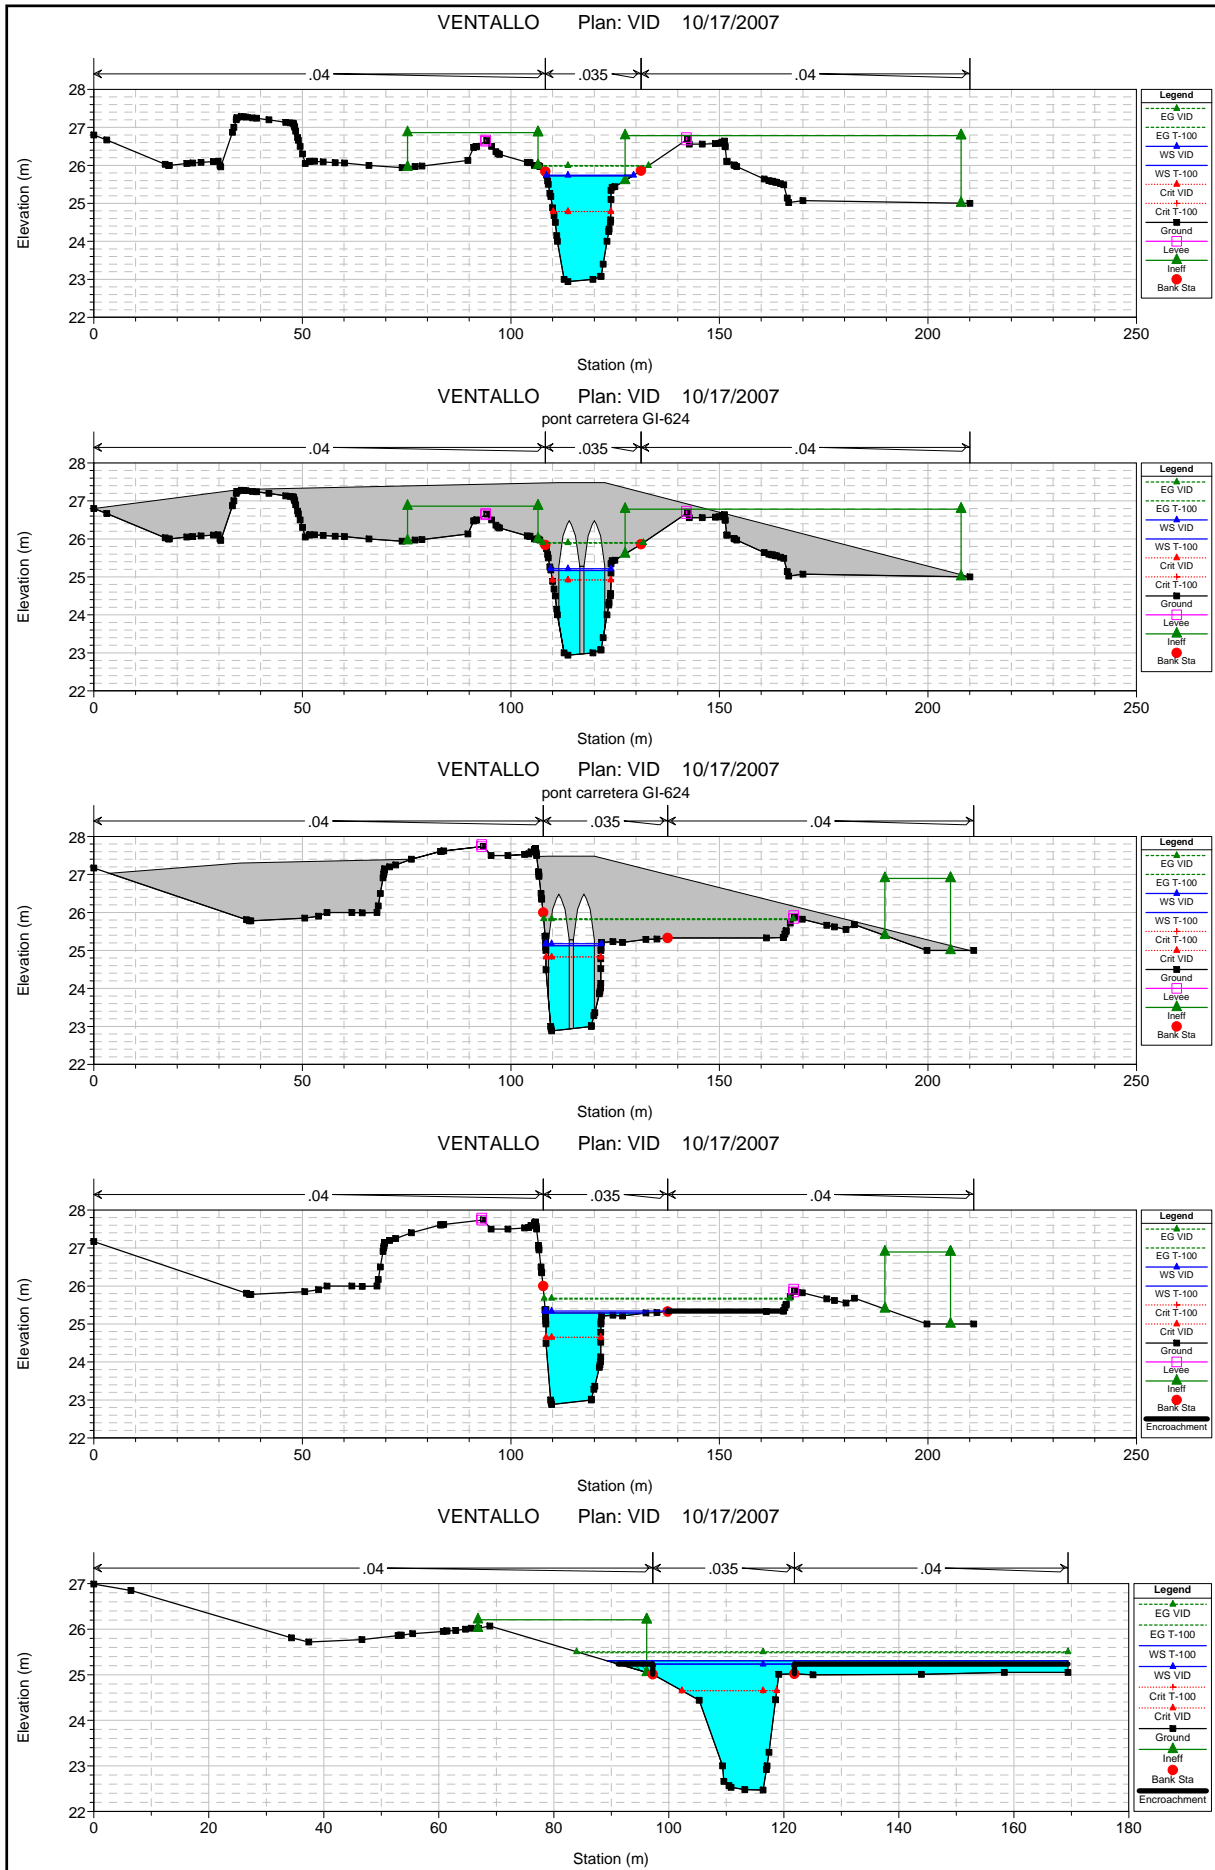 VENTALLO Plan: VID 10/17/2007
.04 .035 .04
Elevation (m)
28
27
26
25
24
23
22
0 50 100 150 200 250
Station (m)
Legend
EG VID
EG T-100
WS VID
WS T-100
Crit VID
Crit T-100
Ground
Levee
Ineff
Bank Sta
VENTALLO Plan: VID 10/17/2007
pont carretera GI-624
.04 .035 .04
Elevation (m)
28
27
26
25
24
23
22
0 50 100 150 200 250
Station (m)
Legend
EG VID
EG T-100
WS VID
WS T-100
Crit VID
Crit T-100
Ground
Levee
Ineff
Bank Sta
VENTALLO Plan: VID 10/17/2007
pont carretera GI-624
.04 .035 .04
Elevation (m)
28
27
26
25
24
23
22
0 50 100 150 200 250
Station (m)
Legend
EG VID
EG T-100
WS VID
WS T-100
Crit T-100
Crit VID
Ground
Levee
Ineff
Bank Sta
VENTALLO Plan: VID 10/17/2007
.04 .035 .04
Elevation (m)
28
27
26
25
24
23
22
0 50 100 150 200 250
Station (m)
Legend
EG VID
EG T-100
WS VID
WS T-100
Crit T-100
Crit VID
Ground
Levee
Ineff
Bank Sta
Encroachment
VENTALLO Plan: VID 10/17/2007
.04 .035 .04
Elevation (m)
27
26
25
24
23
22
0 20 40 60 80 100 120 140 160 180
Station (m)
Legend
EG VID
EG T-100
WS T-100
WS VID
Crit T-100
Crit VID
Ground
Ineff
Bank Sta
Encroachment